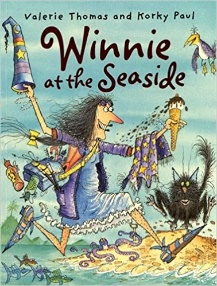 Valerie Thomas and Korky Paul
Winnie
at the Seaside